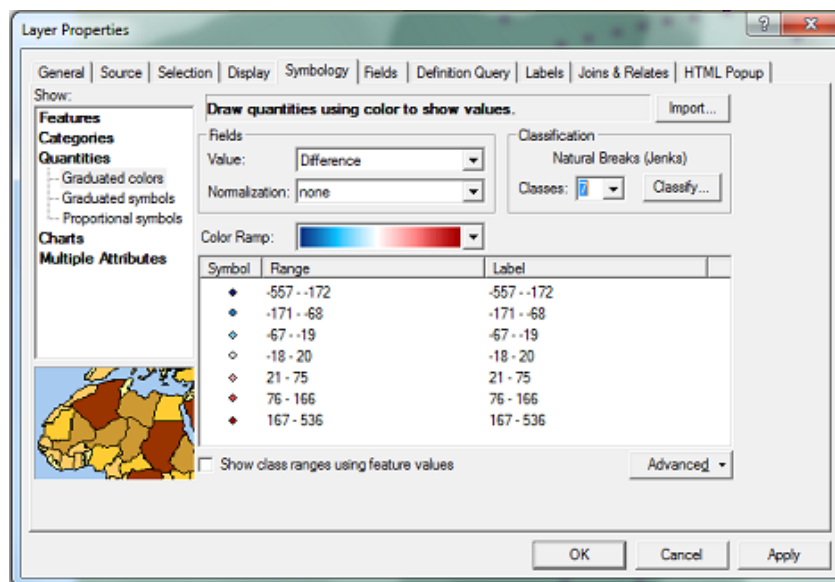 Layer Properties
General Source Selection Display Symbology Fields Definition Query Labels Joins & Relates HTML Popup
Show:
Features
Categories
Quantities
Graduated colors
Graduated symbols
Proportional symbols
Charts
Multiple Attributes
Draw quantities using color to show values.
Import...
Fields
Value: Difference
Normalization: none
Classification
Natural Breaks (Jenks)
Classes: 7 Classify...
Color Ramp:
Symbol Range Label
-557 - -172 -557 - -172
-171 - -68 -171 - -68
-67 - -19 -67 - -19
-18 - 20 -18 - 20
21 - 75 21 - 75
76 - 166 76 - 166
167 - 536 167 - 536
Show class ranges using feature values
Advanced
OK Cancel Apply